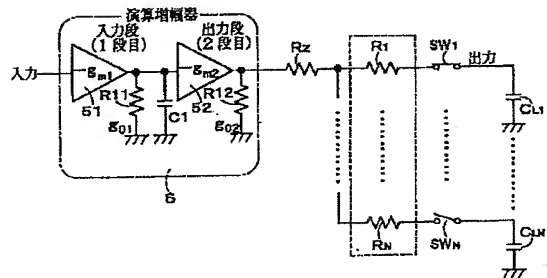 演算増幅器
入力段
(1段目)
出力段
(2段目)
入力
-gm1
-gm2
51
52
R11
R12
C1
g01
g02
6
Rz
R1
SW1
出力
CL1
RN
SWN
CLN